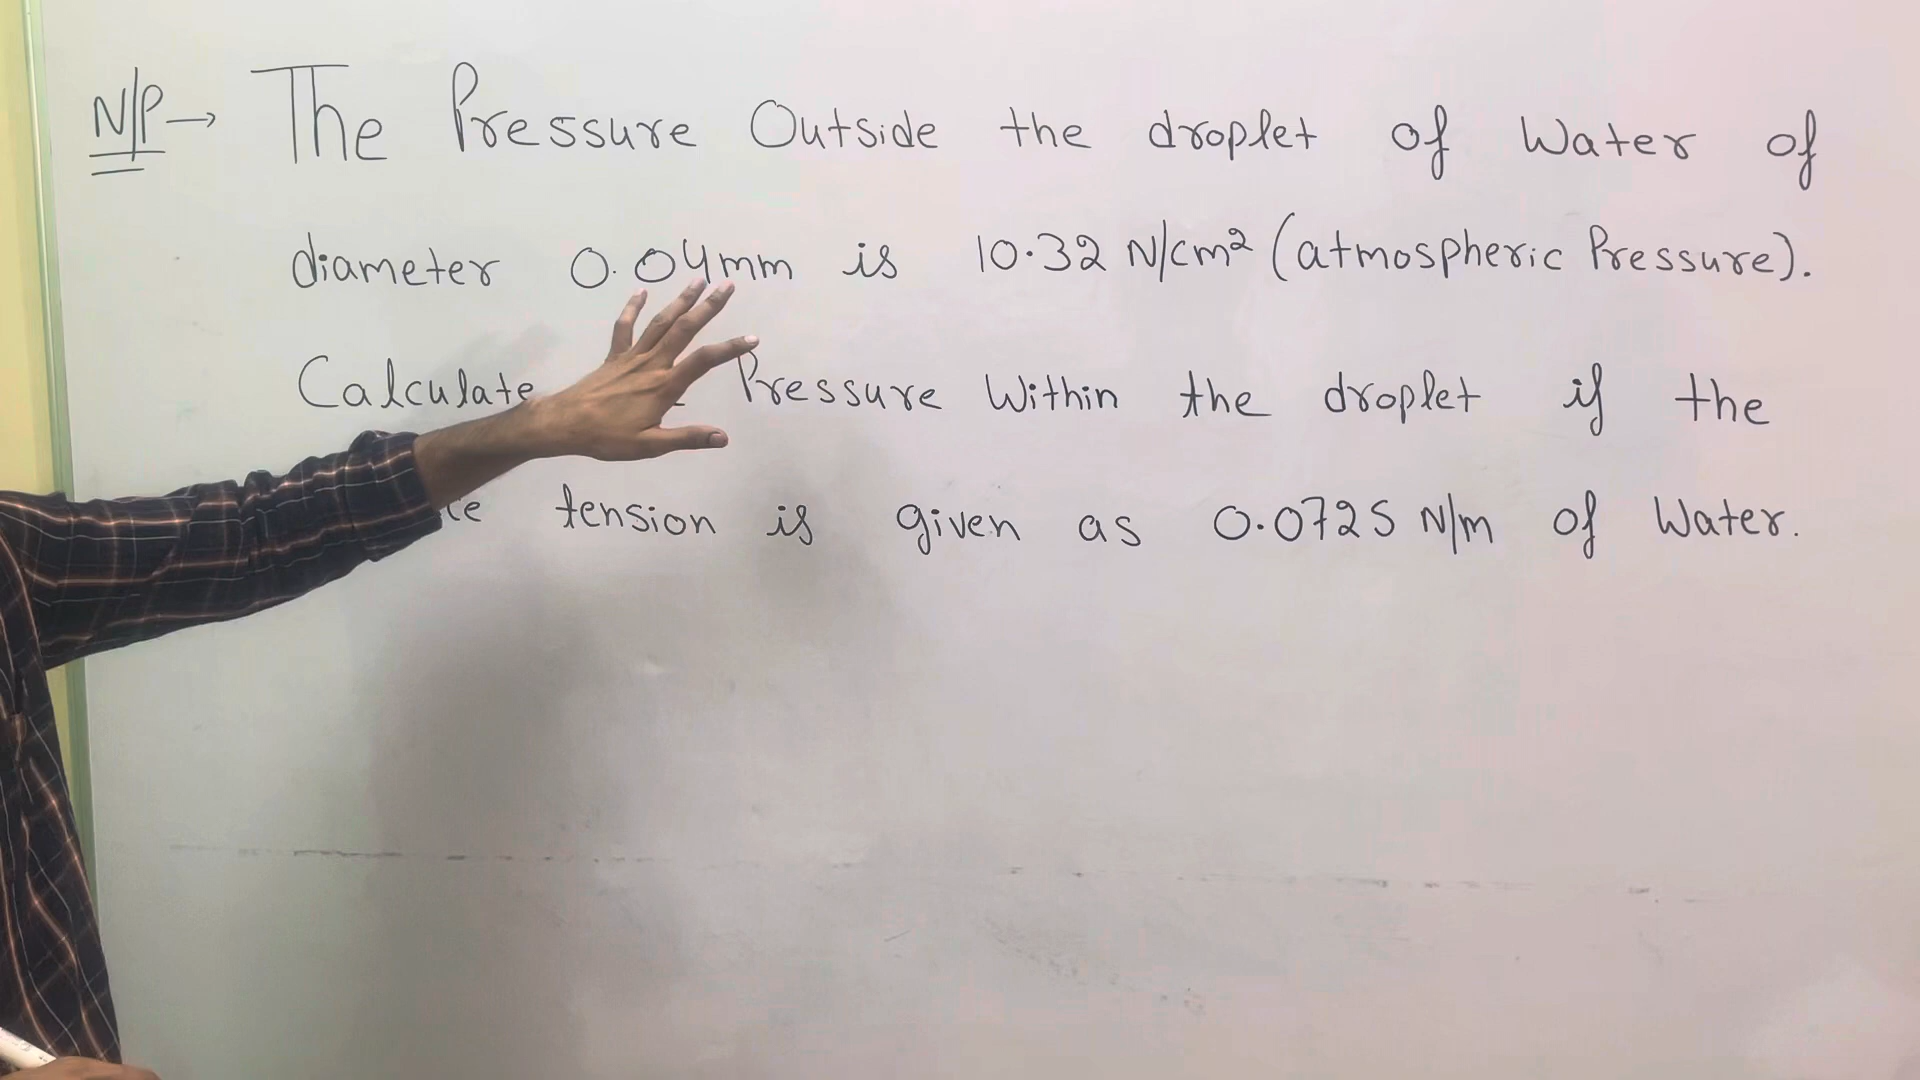 N/P → The Pressure Outside the droplet of Water of
diameter 0.04mm is 10.32 N/cm² (atmospheric Pressure).
Calculate Pressure Within the droplet if the
tension is given as 0.0725 N/m of Water.